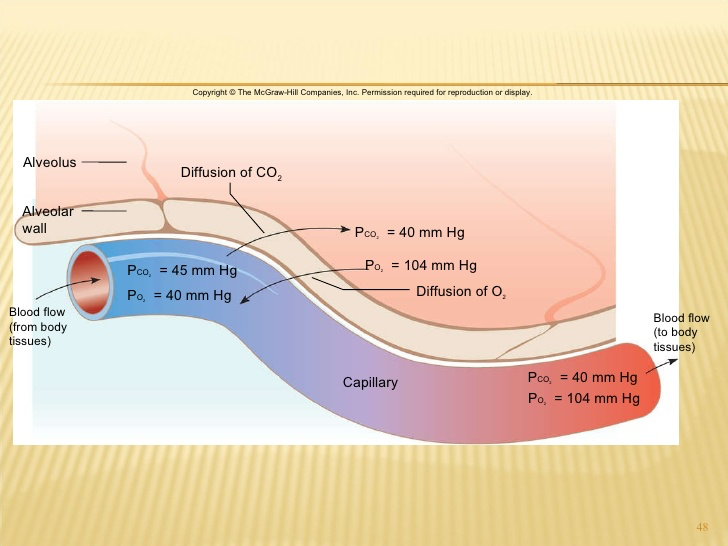 Copyright © The McGraw-Hill Companies, Inc. Permission required for reproduction or display.
Alveolus
Diffusion of CO₂
Alveolar
wall
PCO₂ = 40 mm Hg
PO₂ = 104 mm Hg
PCO₂ = 45 mm Hg
PO₂ = 40 mm Hg
Diffusion of O₂
Blood flow
(from body
tissues)
Blood flow
(to body
tissues)
Capillary
PCO₂ = 40 mm Hg
PO₂ = 104 mm Hg
48